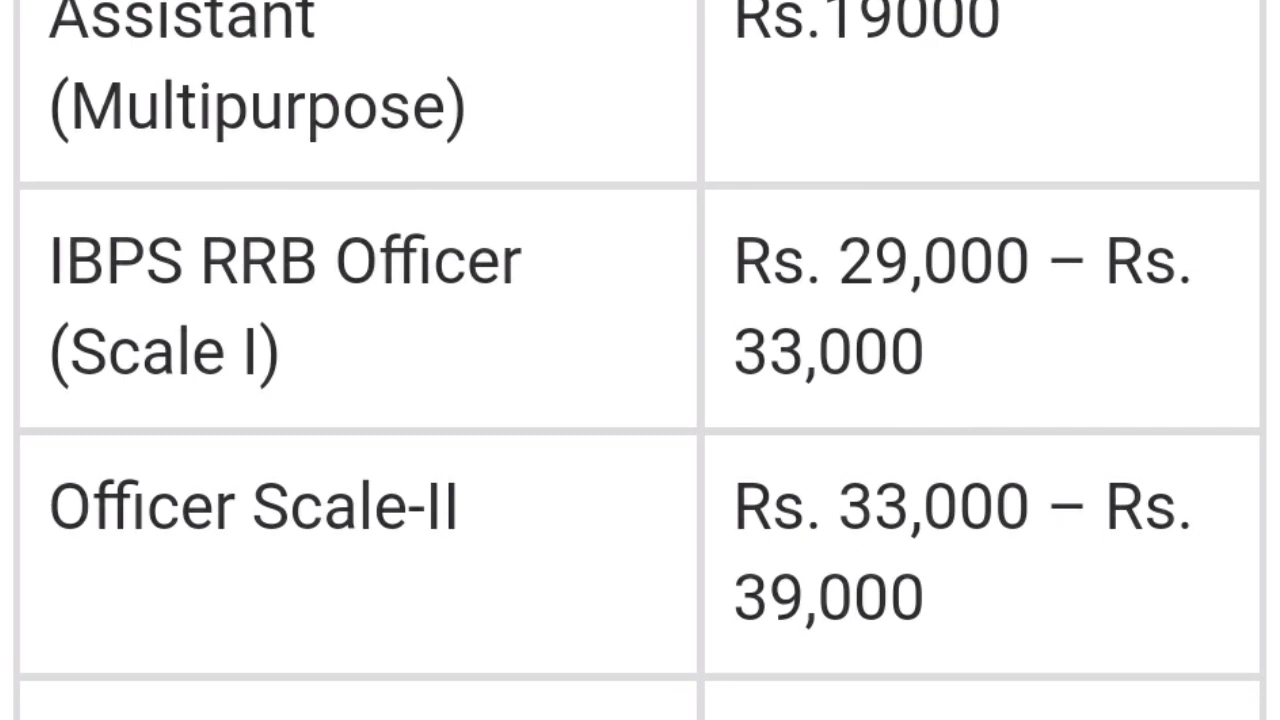 Assistant
(Multipurpose)
Rs.19000
IBPS RRB Officer
(Scale I)
Rs. 29,000 – Rs.
33,000
Officer Scale-II
Rs. 33,000 – Rs.
39,000